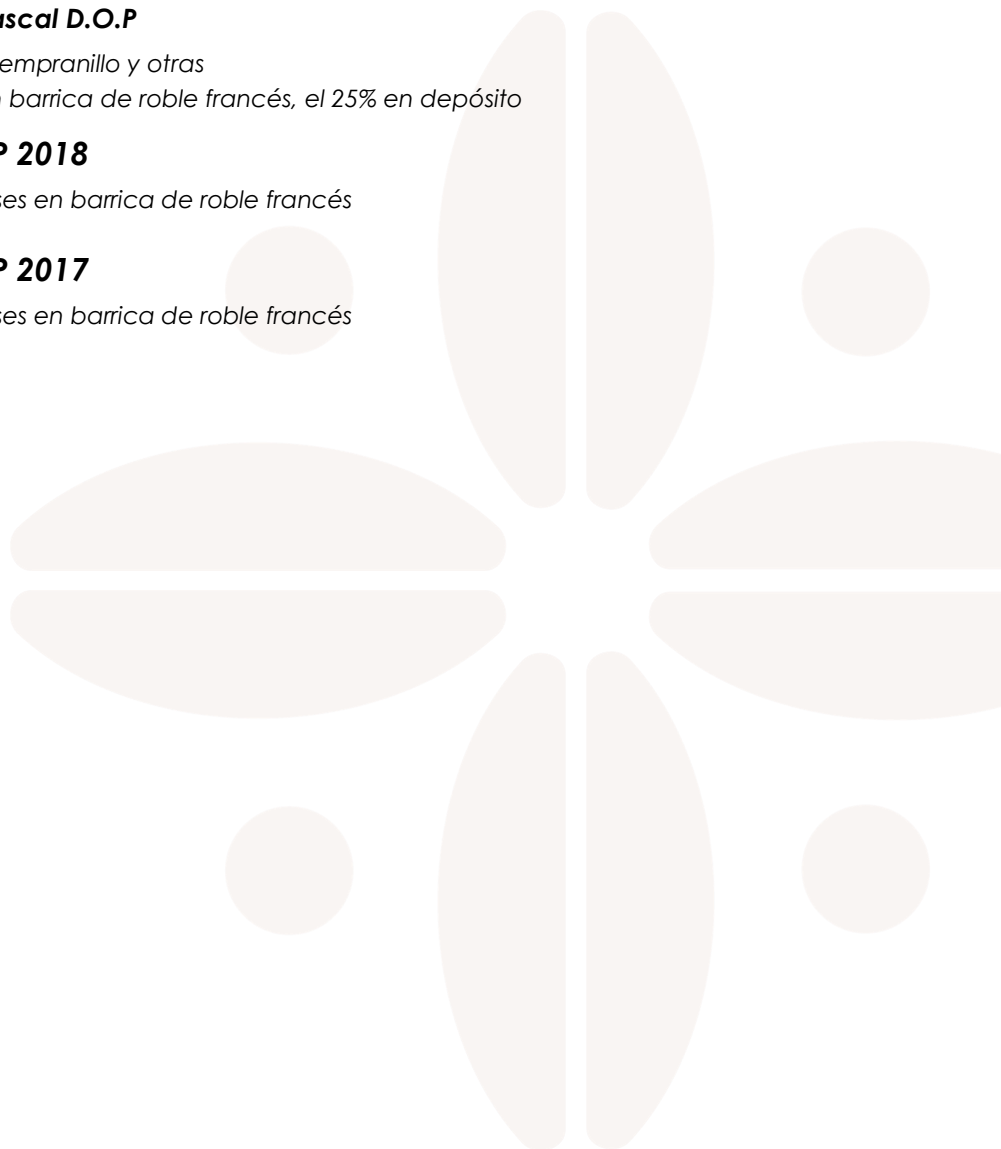 ascal D.O.P
empranillo y otras
barrica de roble francés, el 25% en depósito
P 2018
ses en barrica de roble francés
P 2017
ses en barrica de roble francés